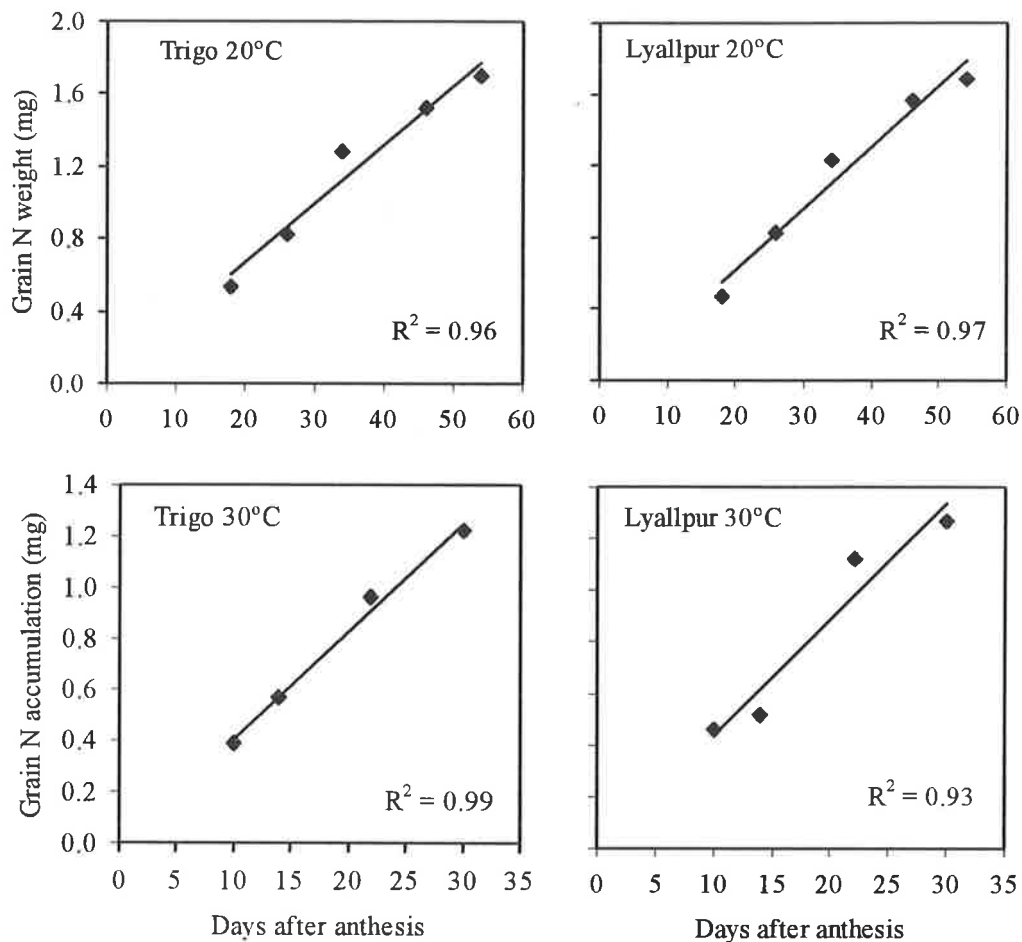 Trigo 20°C
Grain N weight (mg)
2.0
1.6
1.2
0.8
0.4
0.0
R² = 0.96
0 10 20 30 40 50 60
Lyallpur 20°C
R² = 0.97
0 20 30 40 50 60
Trigo 30°C
Grain N accumulation (mg)
1.4
1.2
1.0
0.8
0.6
0.4
0.2
0.0
R² = 0.99
0 5 10 15 20 25 30 35
Days after anthesis
Lyallpur 30°C
R² = 0.93
0 5 10 15 20 25 30 35
Days after anthesis